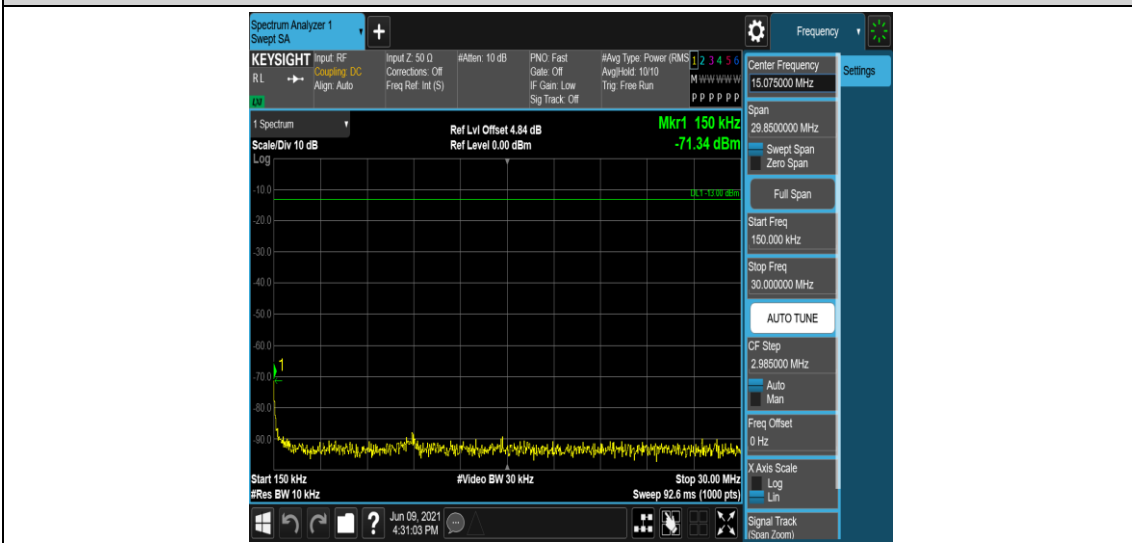 Spectrum Analyzer 1
Swept SA
+
Frequency
KEYSIGHT
RL
LXI
Input: RF
Coupling: DC
Align: Auto
Input Z: 50 Ω
Corrections: Off
Freq Ref: Int (S)
#Atten: 10 dB
PNO: Fast
Gate: Off
IF Gain: Low
Sig Track: Off
#Avg Type: Power (RMS
Avg|Hold: 10/10
Trig: Free Run
1 2 3 4 5 6
M W W W W W
P P P P P P
1 Spectrum
Scale/Div 10 dB
Log
Ref Lvl Offset 4.84 dB
Ref Level 0.00 dBm
Mkr1 150 kHz
-71.34 dBm
-10.0
DL1 -13.00 dBm
-20.0
-30.0
-40.0
-50.0
-60.0
1
-70.0
-80.0
-90.0
Start 150 kHz
#Video BW 30 kHz
Stop 30.00 MHz
#Res BW 10 kHz
Sweep 92.6 ms (1000 pts)
Center Frequency
15.075000 MHz
Settings
Span
29.8500000 MHz
Swept Span
Zero Span
Full Span
Start Freq
150.000 kHz
Stop Freq
30.000000 MHz
AUTO TUNE
CF Step
2.985000 MHz
Auto
Man
Freq Offset
0 Hz
X Axis Scale
Log
Lin
Signal Track
(Span Zoom)
?
Jun 09, 2021
4:31:03 PM